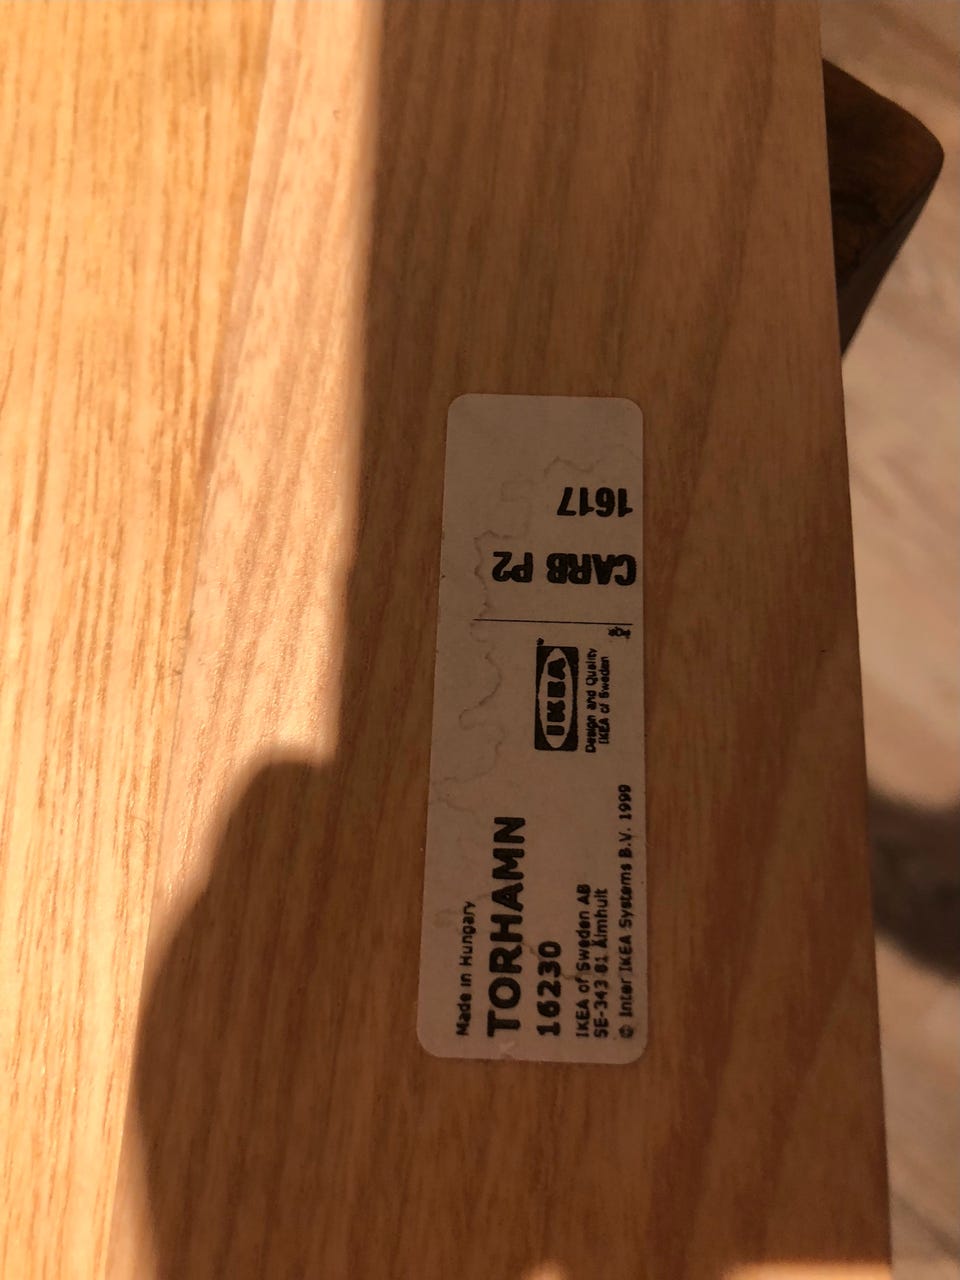 Made in Hungary
TORHAMN
16230
IKEA of Sweden AB
SE-343 81 Älmhult
© Inter IKEA Systems B.V. 1999
IKEA
Design and Quality
IKEA of Sweden
CARB P2
1617